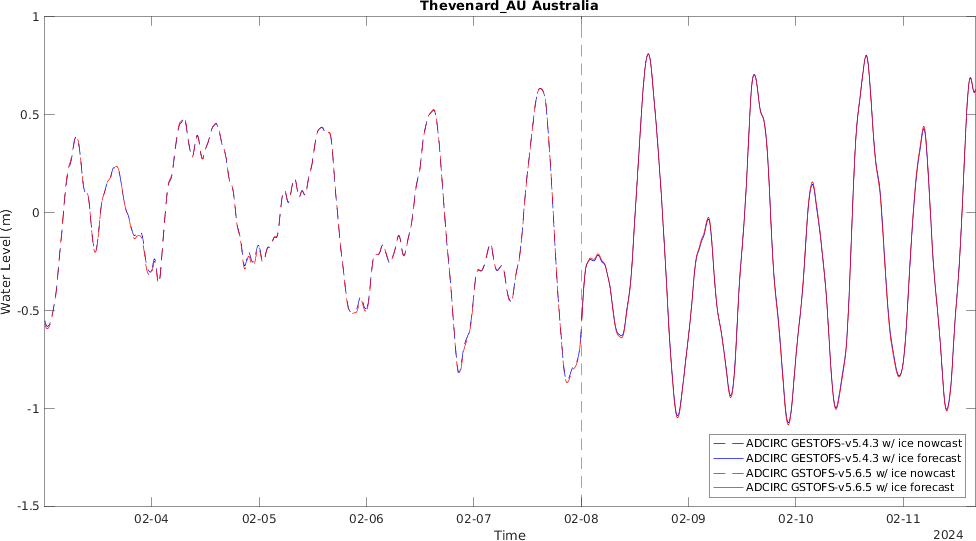 Thevenard_AU Australia
Water Level (m)
1
0.5
0
-0.5
-1
-1.5
ADCIRC GESTOFS-v5.4.3 w/ ice nowcast
ADCIRC GESTOFS-v5.4.3 w/ ice forecast
ADCIRC GSTOFS-v5.6.5 w/ ice nowcast
ADCIRC GSTOFS-v5.6.5 w/ ice forecast
02-04 02-05 02-06 02-07 02-08 02-09 02-10 02-11
Time 2024